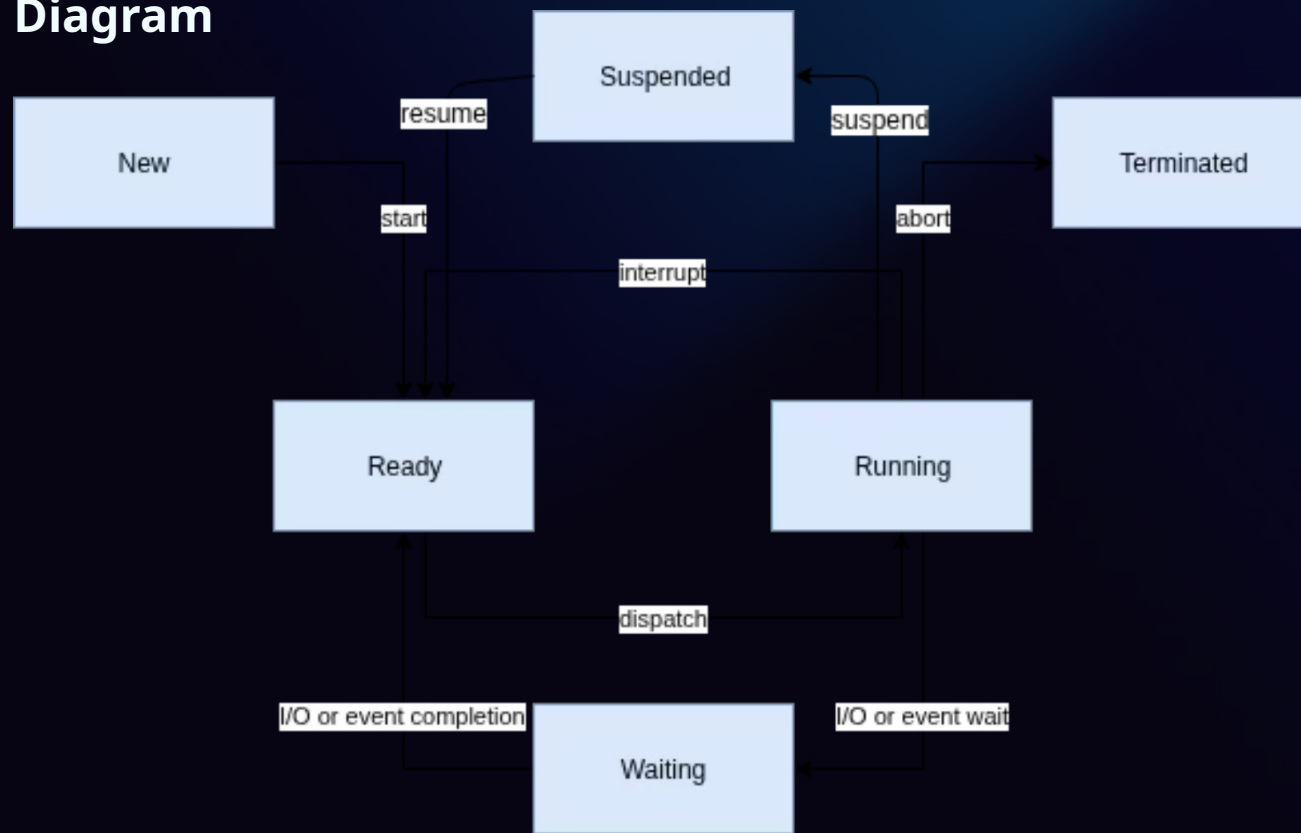 Diagram
Suspended
resume
suspend
New
Terminated
start
abort
interrupt
Ready
Running
dispatch
I/O or event completion
I/O or event wait
Waiting